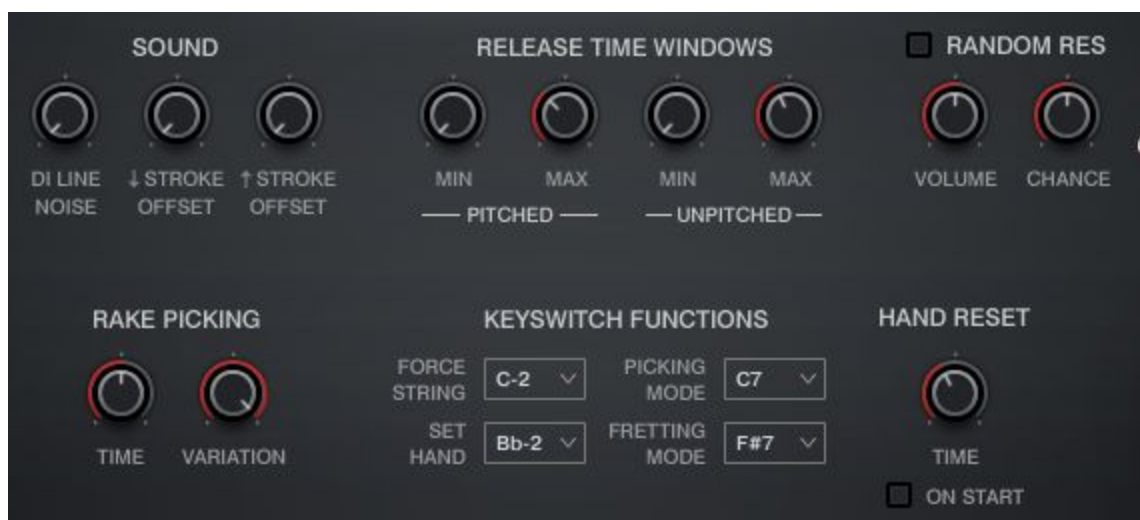 SOUND
RELEASE TIME WINDOWS
RANDOM RES
DI LINE
NOISE
↓ STROKE
OFFSET
↑ STROKE
OFFSET
MIN
MAX
MIN
MAX
PITCHED
UNPITCHED
VOLUME
CHANCE
RAKE PICKING
TIME
VARIATION
KEYSWITCH FUNCTIONS
FORCE
STRING
C-2
PICKING
MODE
C7
SET
HAND
Bb-2
FRETTING
MODE
F#7
HAND RESET
TIME
ON START